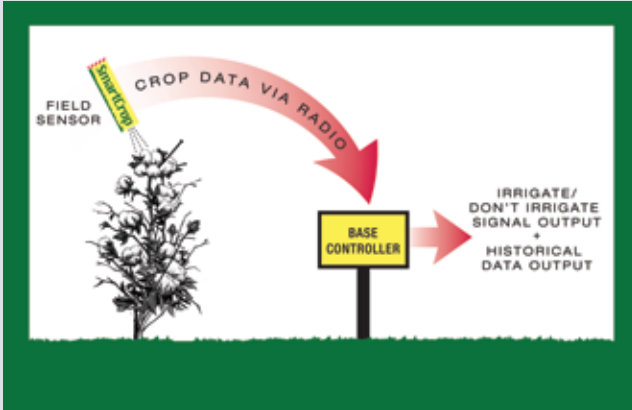 SmartCrop
FIELD
SENSOR
CROP DATA VIA RADIO
BASE
CONTROLLER
IRRIGATE/
DON'T IRRIGATE
SIGNAL OUTPUT
+
HISTORICAL
DATA OUTPUT